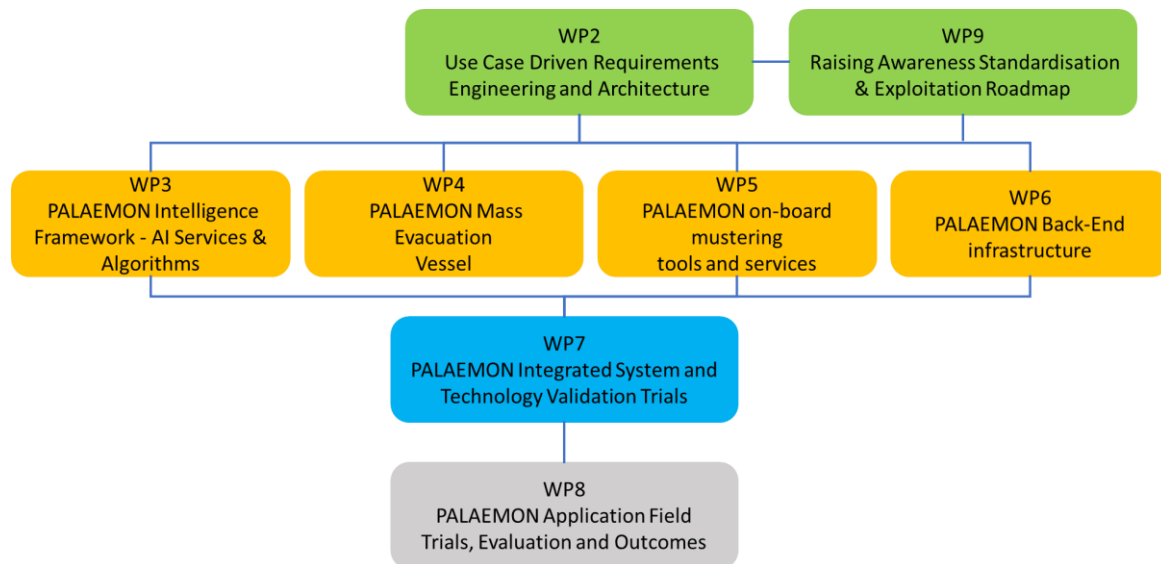 WP2
Use Case Driven Requirements
Engineering and Architecture
WP9
Raising Awareness Standardisation
& Exploitation Roadmap
WP3
PALAEMON Intelligence
Framework - AI Services &
Algorithms
WP4
PALAEMON Mass
Evacuation
Vessel
WP5
PALAEMON on-board
mustering
tools and services
WP6
PALAEMON Back-End
infrastructure
WP7
PALAEMON Integrated System and
Technology Validation Trials
WP8
PALAEMON Application Field
Trials, Evaluation and Outcomes